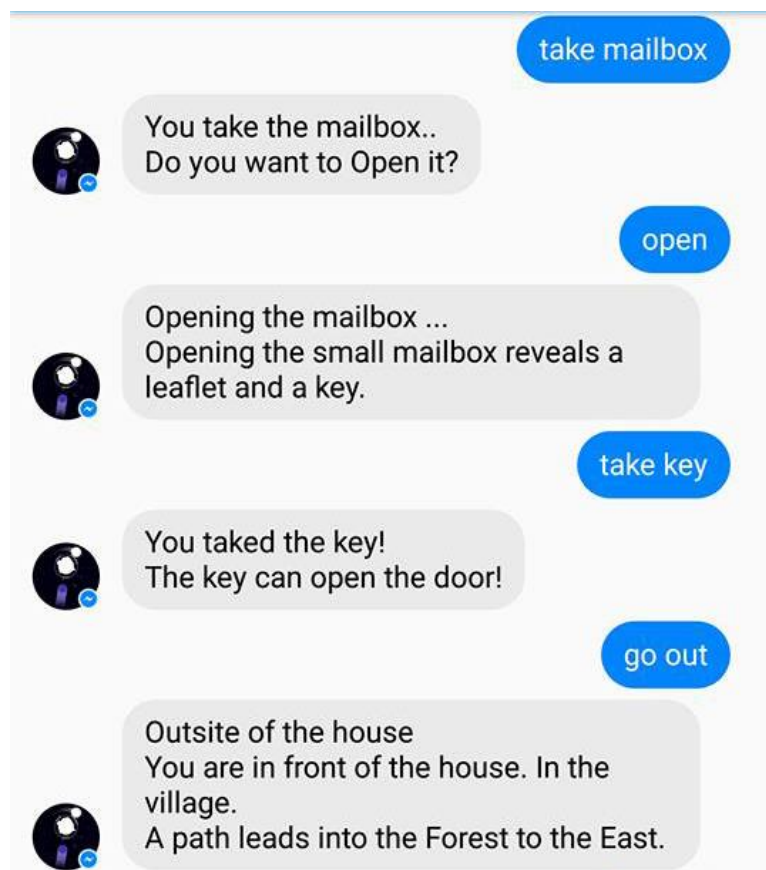 take mailbox
You take the mailbox..
Do you want to Open it?
open
Opening the mailbox ...
Opening the small mailbox reveals a
leaflet and a key.
take key
You taked the key!
The key can open the door!
go out
Outsite of the house
You are in front of the house. In the
village.
A path leads into the Forest to the East.